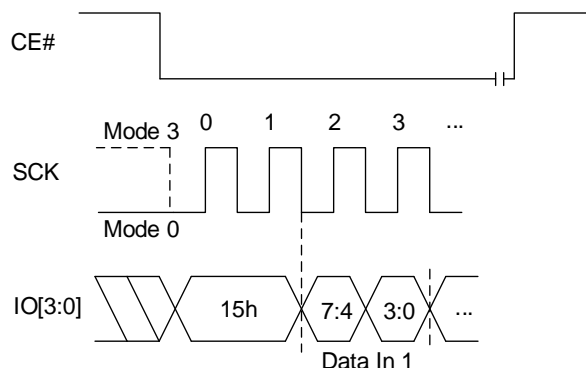 CE#
Mode 3 0 1 2 3 ...
SCK
Mode 0
IO[3:0] 15h 7:4 3:0 ...
Data In 1